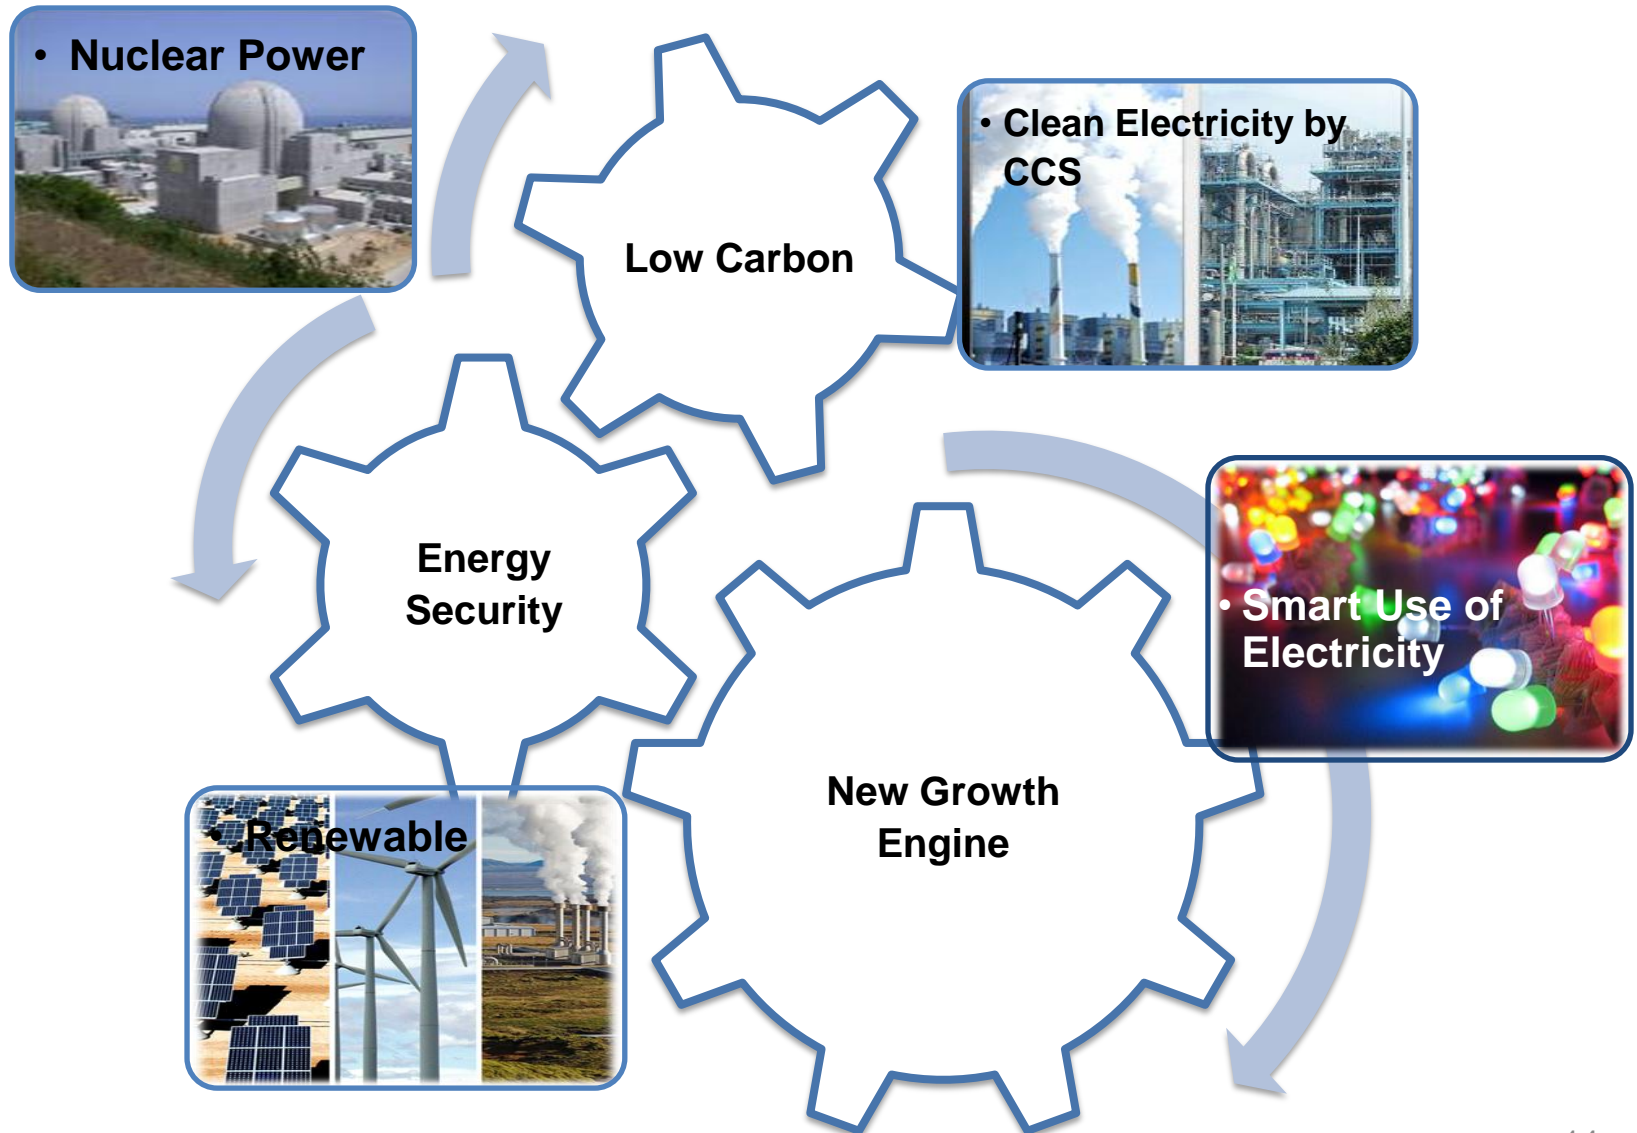 • Nuclear Power
• Clean Electricity by
CCS
Low Carbon
Energy
Security
• Smart Use of
Electricity
New Growth
Engine
• Renewable